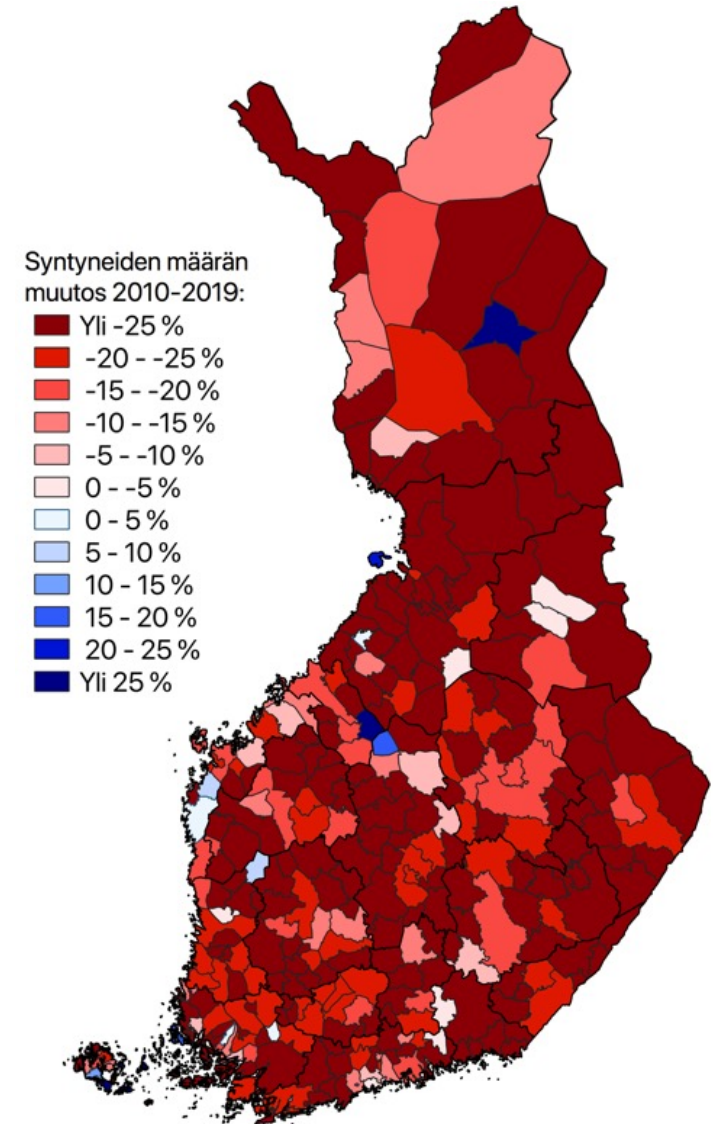 Syntyneiden määrän
muutos 2010-2019:
Yli -25 %
-20 - -25 %
-15 - -20 %
-10 - -15 %
-5 - -10 %
0 - -5 %
0 - 5 %
5 - 10 %
10 - 15 %
15 - 20 %
20 - 25 %
Yli 25 %